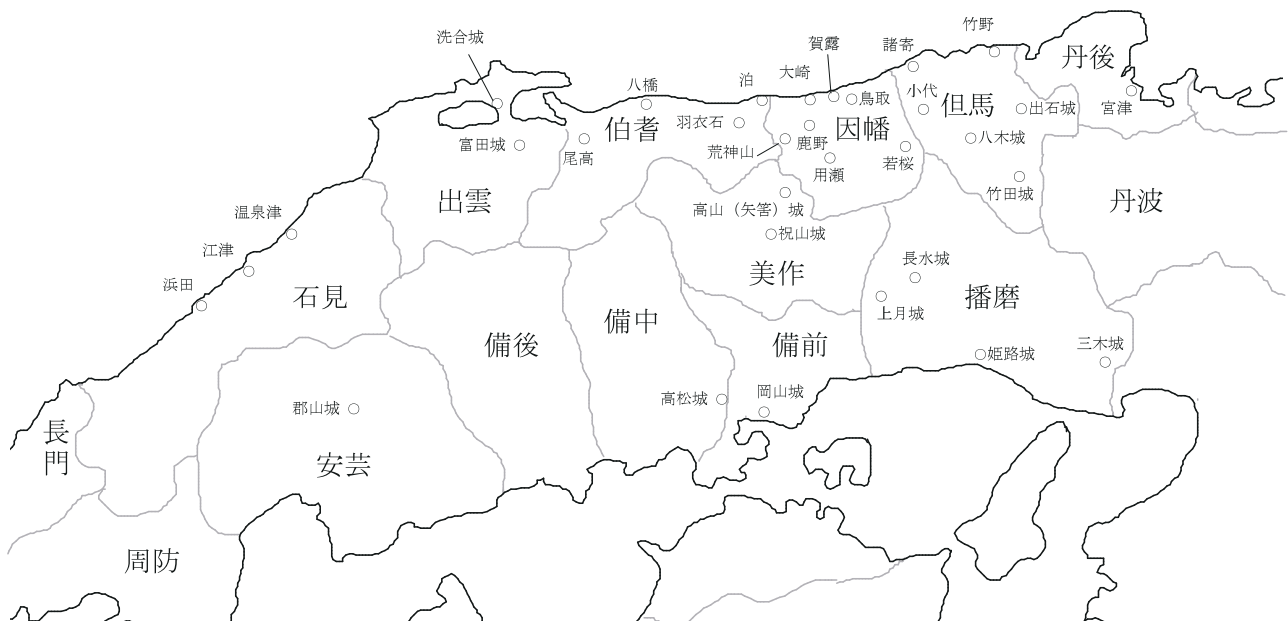 竹野
洗合城
賀露
諸寄
丹後
八橋
泊
大崎
小代
但馬
宮津
鳥取
出石城
羽衣石
伯耆
因幡
八木城
富田城
尾高
荒神山
鹿野
若桜
用瀬
竹田城
出雲
高山（矢筈）城
丹波
温泉津
祝山城
江津
美作
長水城
浜田
石見
播磨
上月城
備中
備後
備前
姫路城
三木城
高松城
岡山城
郡山城
長門
安芸
周防